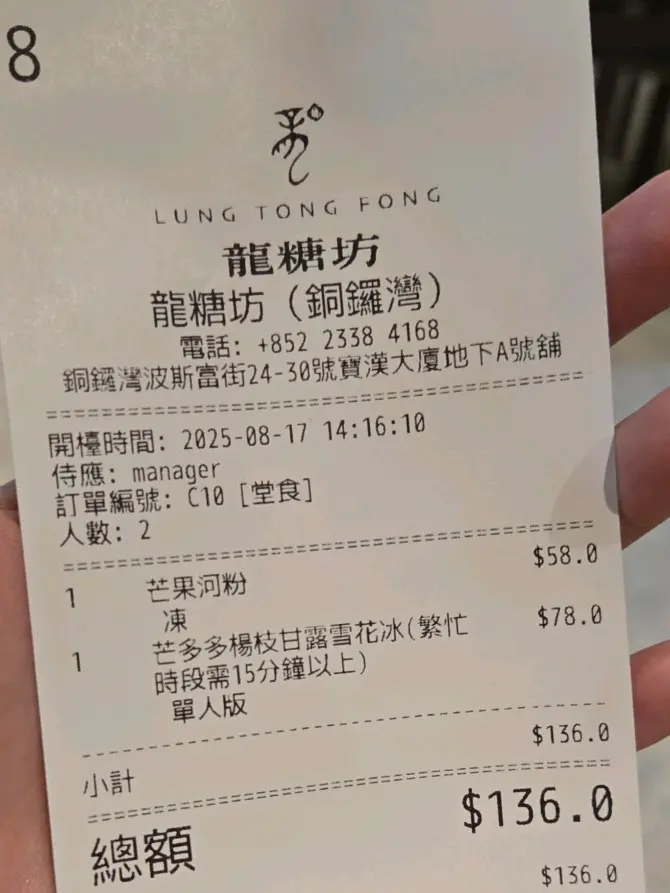 8
LUNG TONG FONG
龍糖坊
龍糖坊 (銅鑼灣)
電話: +852 2338 4168
銅鑼灣波斯富街24-30號寶漢大廈地下A號舖
開檯時間: 2025-08-17 14:16:10
侍應: manager
訂單編號: C10 [堂食]
人數: 2
1 芒果河粉 $58.0
凍
1 芒多多楊枝甘露雪花冰(繁忙 $78.0
時段需15分鐘以上)
單人版
小計 $136.0
總額 $136.0
$136.0